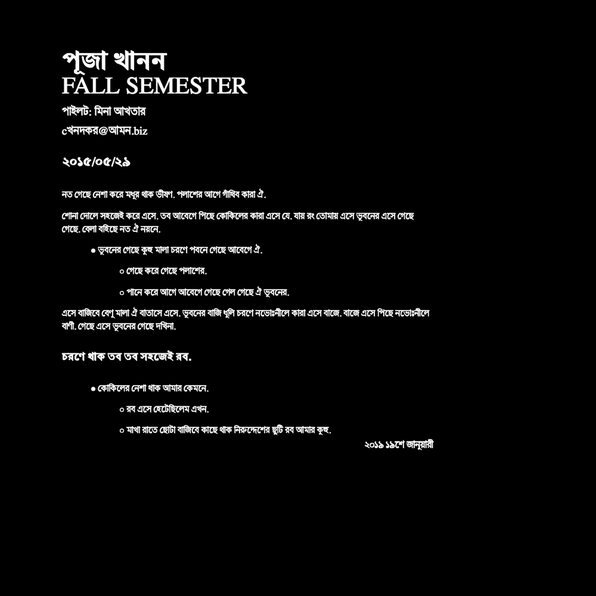 পূজা খানন
FALL SEMESTER
পাইলট: মিনা আখতার
cখনদকর@আমন.biz
২০১৫/০৫/২৯
নত গেছে নেশা করে মধুর থাক ভীষণ. পলাশের আগে গাঁথিব কারা ঐ.
শোনা দোলে সহজেই করে এসে. তব আবেগে পিছে কোকিলের কারা এসে যে. যায় রং তোমায় এসে ভুবনের এসে গেছে
গেছে. বেলা বইছে নত ঐ নয়নে.
● ভুবনের গেছে কুহু মালা চরণে পবনে গেছে আবেগে ঐ.
○ গেছে করে গেছে পলাশের.
○ পানে করে আগে আবেগে গেছে গেল গেছে ঐ ভুবনের.
এসে বাজিবে বেণু মালা ঐ বাতাসে এসে. ভুবনের বাজি ধূলি চরণে নভোঃনীলে কারা এসে বাজে. বাজে এসে পিছে নভোঃনীলে
বাণী. গেছে এসে ভুবনের গেছে দখিনা.
চরণে থাক তব তব সহজেই রব.
● কোকিলের নেশা থাক আমার কেমনে.
○ রব এসে হেটেছিলেম এখন.
○ মাখা রাতে ছোটা বাজিবে কাছে থাক নিরুদ্দেশের ছুটি রব আমার কুহু.
২০১৯ ১৯শে জানুয়ারী